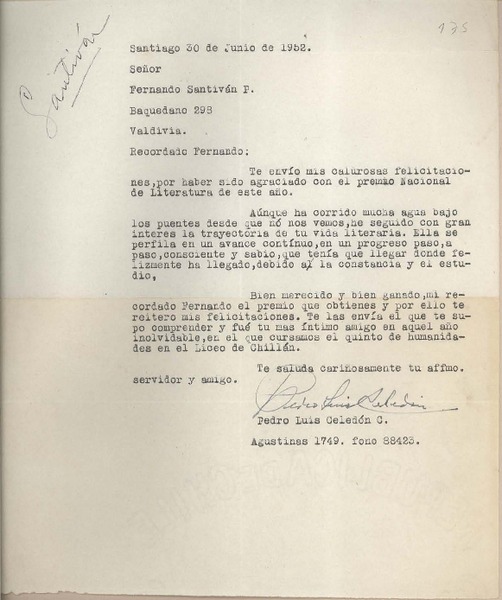 135
Santiván
Santiago 30 de Junio de 1952.
Señor
Fernando Santiván P.
Baquedano 298
Valdivia.
Recordado Fernando;
Te envío mis calurosas felicitacio-
nes,por haber sido agraciado con el premio Nacional
de Literatura de este año.
Aúnque ha corrido mucha agua bajo
los puentes desde que nó nos vemos,he seguido con gran
interes la trayectoria de tu vida literaria. Ella se
perfila en un avance contínuo,en un progreso paso,a
paso,consciente y sabio,que tenía que llegar donde fe-
lizmente ha llegado,debido a la constancia y el estu-
dio,
Bien merecido y bien ganado,mi re-
cordado Fernando el premio que obtienes y por ello te
reitero mis felicitaciones. Te las envía el que te su-
po comprender y fué tu mas íntimo amigo en aquel año
inolvidable,en el que cursamos el quinto de humanida-
des en el Liceo de Chillán.
Te saluda cariñosamente tu affmo.
servidor y amigo.
Pedro Luis Celedón
Pedro Luis Celedón C.
Agustinas 1749. fono 88423.